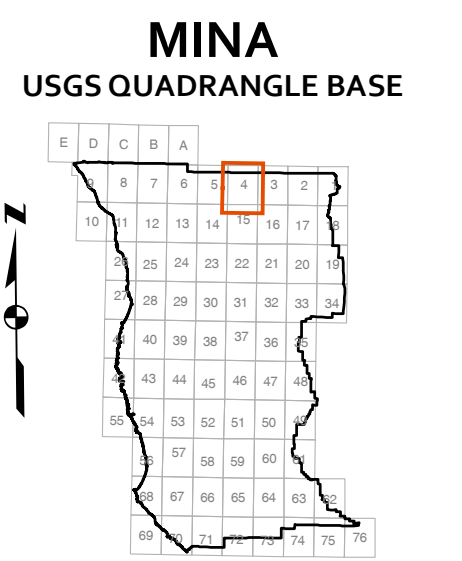 MINA
USGS QUADRANGLE BASE
E D C B A
9 8 7 6 5 4 3 2 1
10 11 12 13 14 15 16 17 18
26 25 24 23 22 21 20 19
27 28 29 30 31 32 33 34
41 40 39 38 37 36 35
42 43 44 45 46 47 48
55 54 53 52 51 50 49
56 57 58 59 60 61
68 67 66 65 64 63 62
69 70 71 72 73 74 75 76
Z